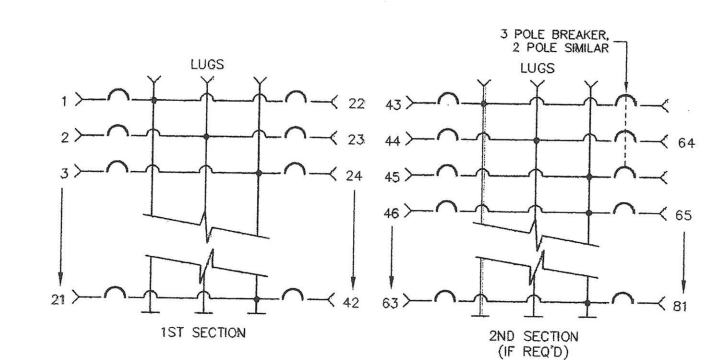 3 POLE BREAKER,
2 POLE SIMILAR
LUGS
LUGS
1
22
43
2
23
44
64
3
24
45
46
65
21
42
63
81
1ST SECTION
2ND SECTION
(IF REQ'D)